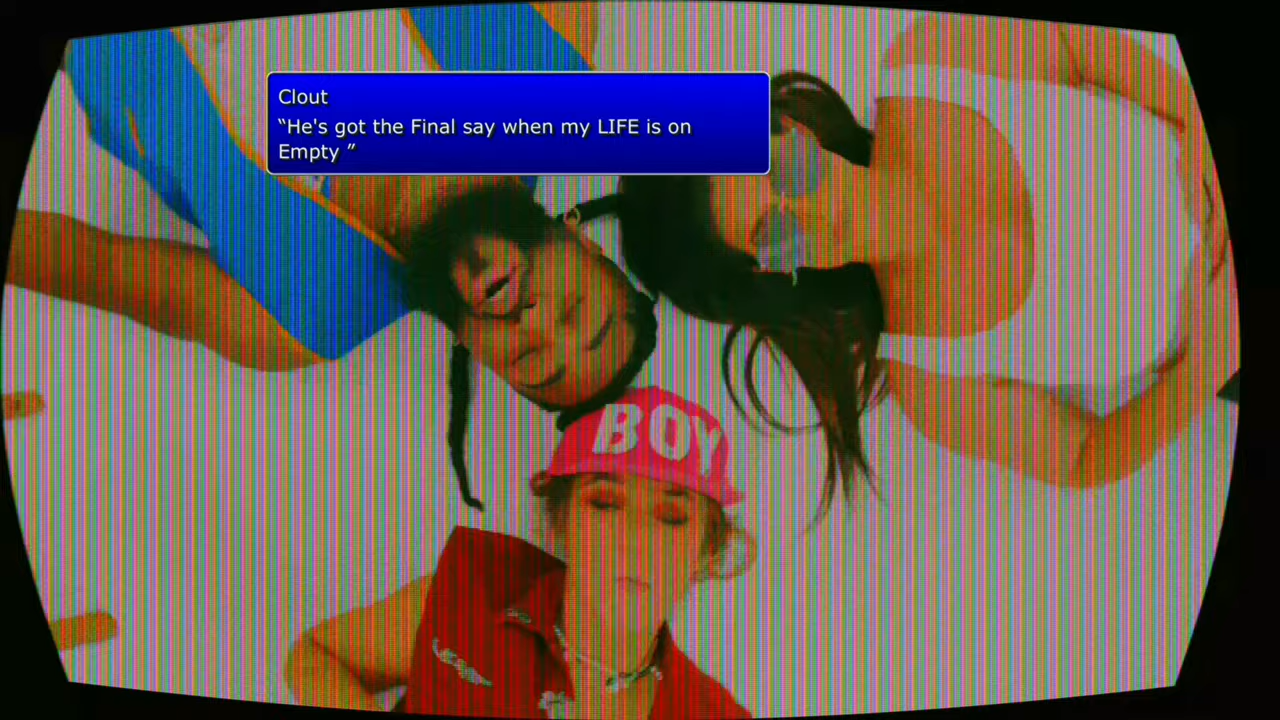 Clout
“He's got the Final say when my LIFE is on
Empty ”
BOY